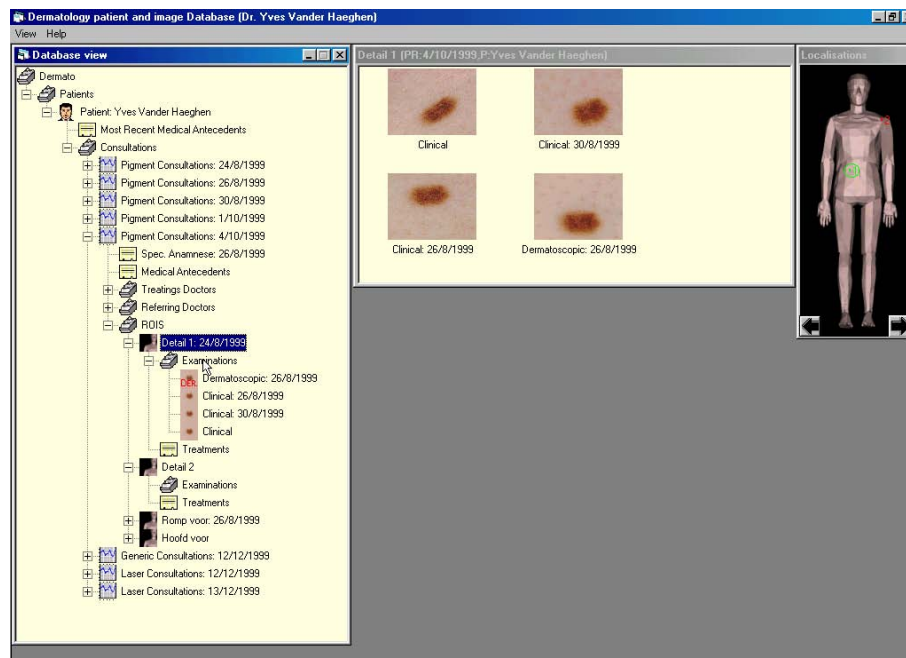 Dermatology patient and image Database (Dr. Yves Vander Haeghen)
View Help
Database view
Dermato
Patients
Patient: Yves Vander Haeghen
Most Recent Medical Antecedents
Consultations
Pigment Consultations: 24/8/1999
Pigment Consultations: 26/8/1999
Pigment Consultations: 30/8/1999
Pigment Consultations: 1/10/1999
Pigment Consultations: 4/10/1999
Spec. Anamnese: 26/8/1999
Medical Antecedents
Treatings Doctors
Referring Doctors
ROIS
Detail 1: 24/8/1999
Examinations
DER.
Dermatoscopic: 26/8/1999
Clinical: 26/8/1999
Clinical: 30/8/1999
Clinical
Treatments
Detail 2
Examinations
Treatments
Romp voor: 26/8/1999
Hoofd voor
Generic Consultations: 12/12/1999
Laser Consultations: 12/12/1999
Laser Consultations: 13/12/1999
Detail 1 (PR:4/10/1999,P:Yves Vander Haeghen)
Clinical
Clinical: 30/8/1999
Clinical: 26/8/1999
Dermatoscopic: 26/8/1999
Localisations